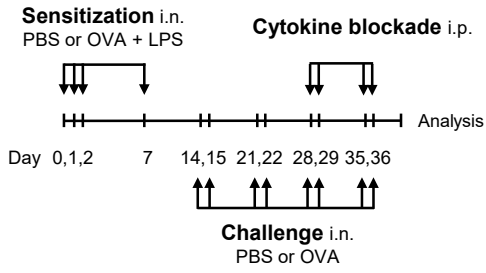 Sensitization i.n.
PBS or OVA + LPS
Cytokine blockade i.p.
Analysis
Day 0,1,2 7 14,15 21,22 28,29 35,36
Challenge i.n.
PBS or OVA